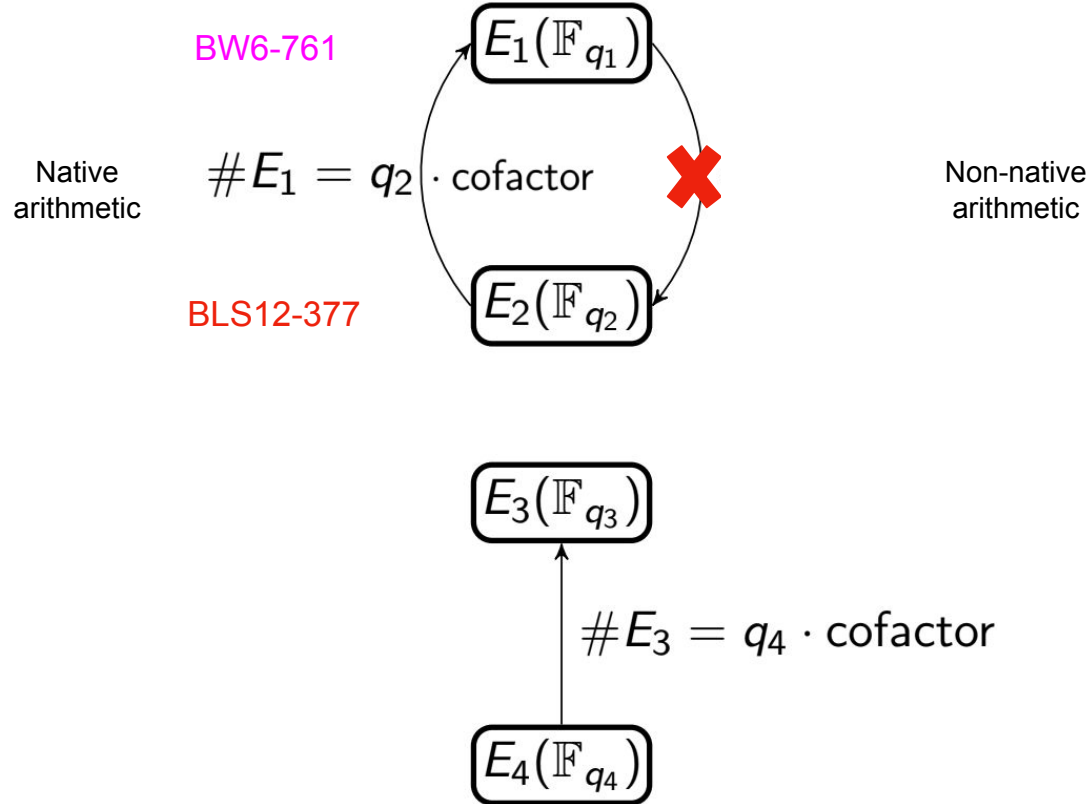 BW6-761
E₁(𝔽q₁)
Native
arithmetic
#E₁ = q₂ · cofactor
Non-native
arithmetic
BLS12-377
E₂(𝔽q₂)
E₃(𝔽q₃)
#E₃ = q₄ · cofactor
E₄(𝔽q₄)